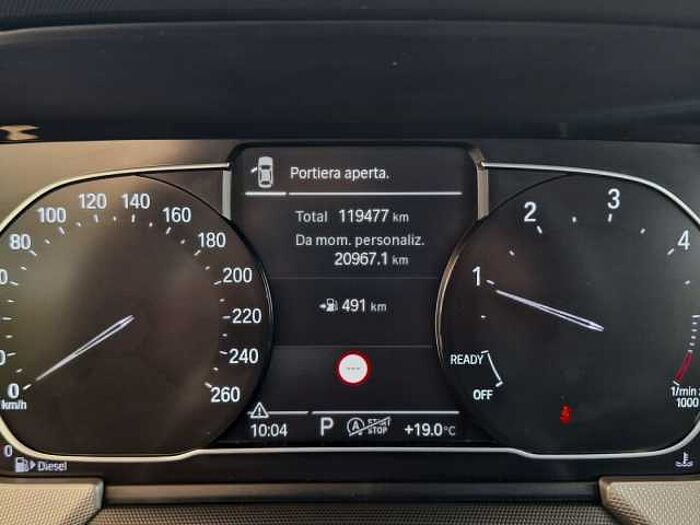 Portiera aperta.
Total 119477 km
Da mom. personaliz.
20967.1 km
491 km
---
10:04 P A START STOP +19.0°C
0 80 100 120 140 160 180 200 220 240 260
km/h
1 2 3 4
READY
OFF
1/min x
1000
0
Diesel